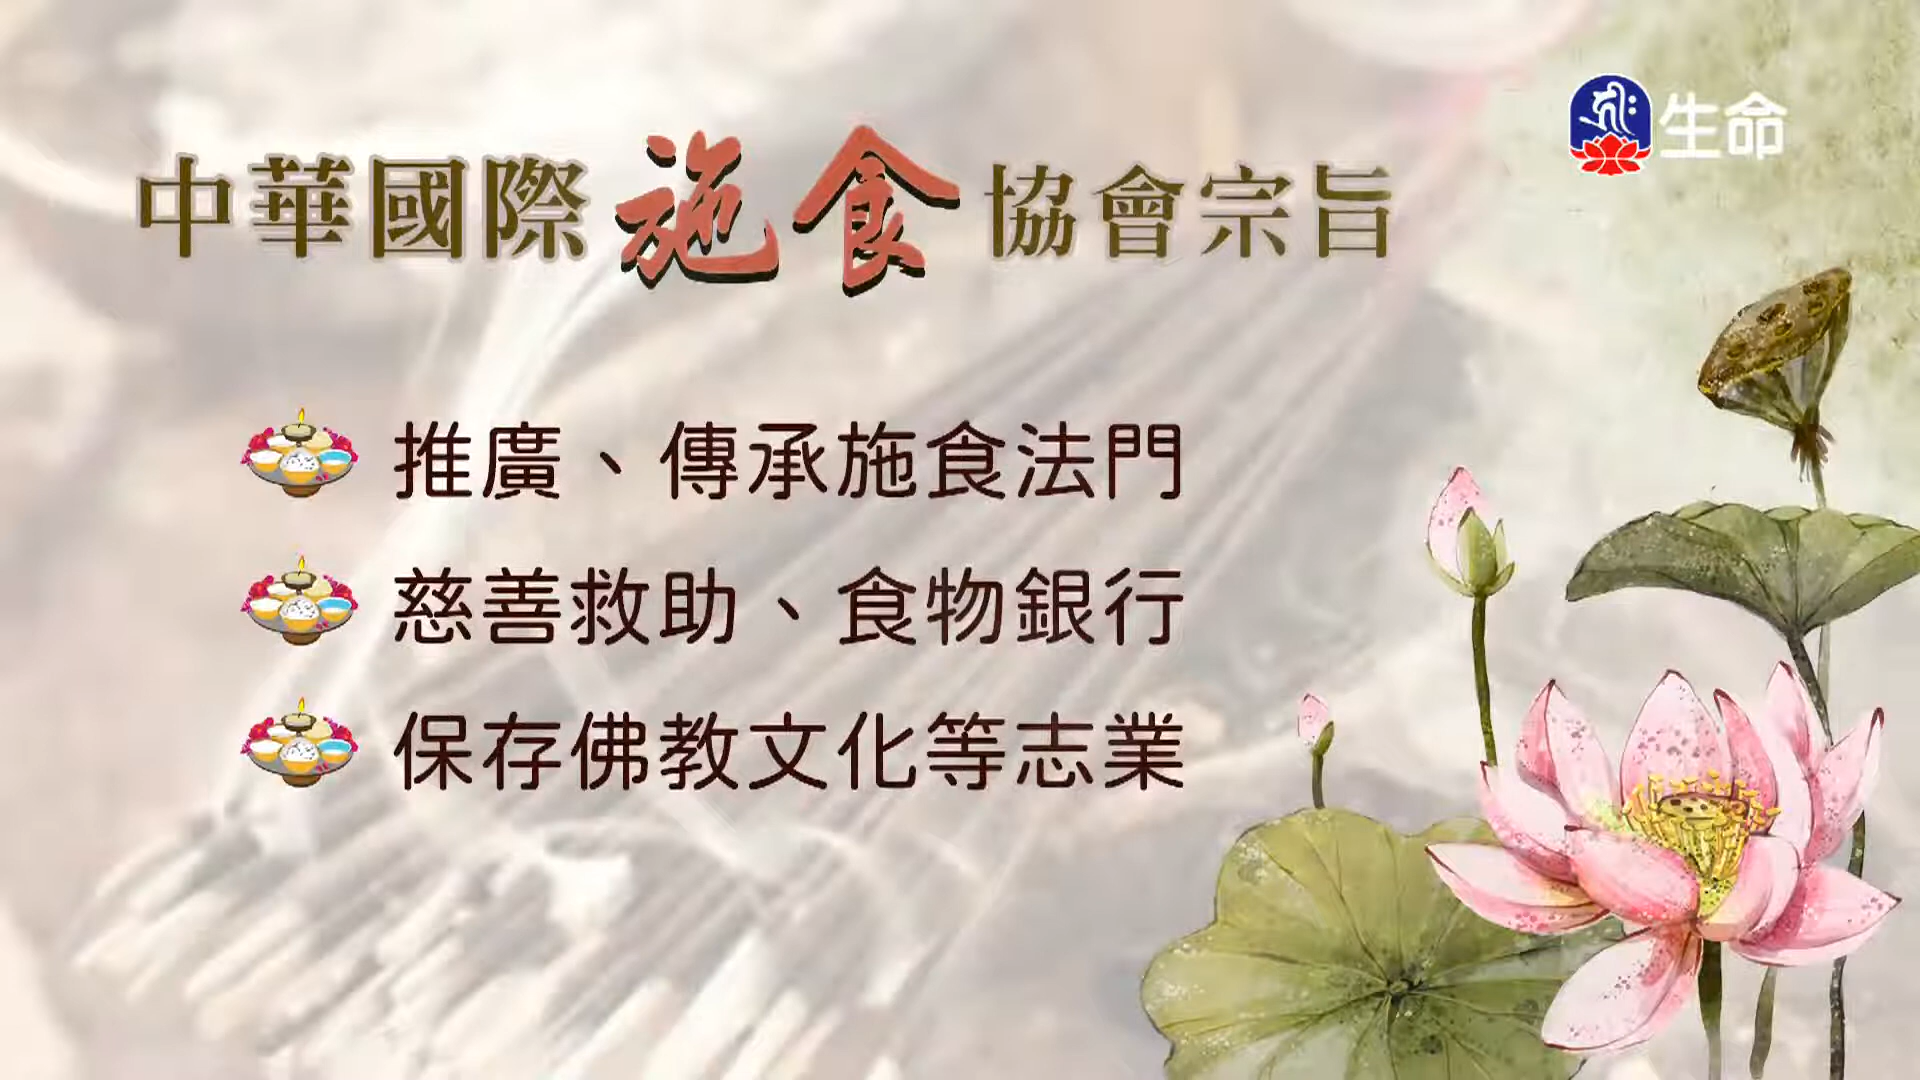 生命
中華國際施食協會宗旨
推廣、傳承施食法門
慈善救助、食物銀行
保存佛教文化等志業